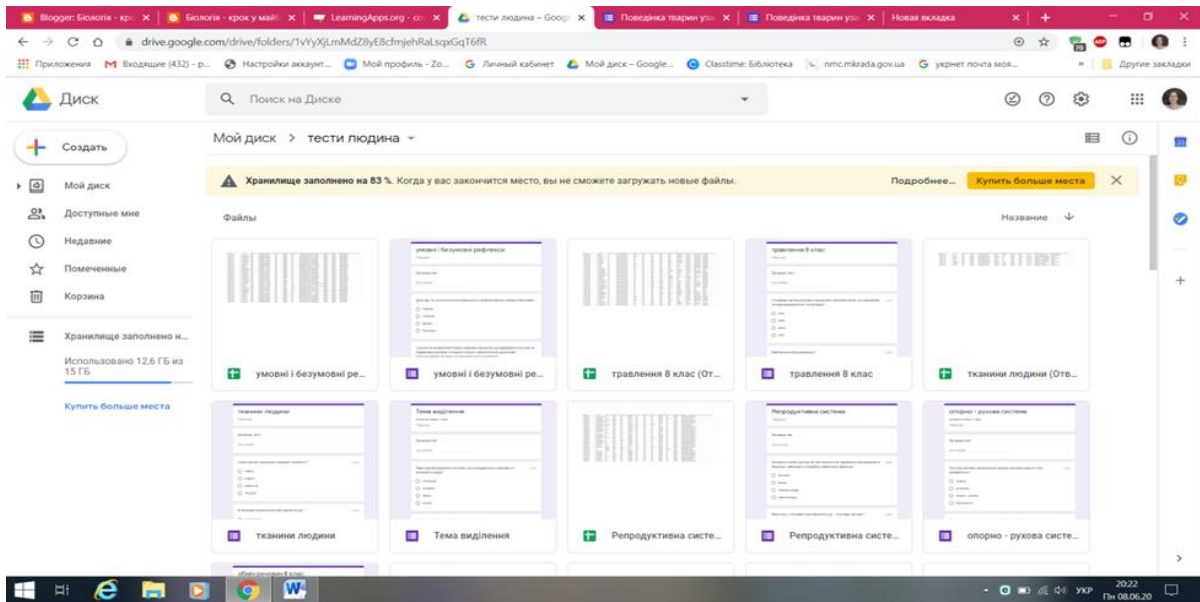 Blogger: Біологія - кро
Біологія - крок у майб
LearningApps.org - со
тести людина – Goog
Поведінка тварин уза
Поведінка тварин уза
Новая вкладка
drive.google.com/drive/folders/1vYyXjLmMdZ8yE8cfmjehRaLsqxGqT6fR
Приложения
Входящие (432) - p...
Настройки аккаунт...
Мой профиль - Zo...
Личный кабинет
Мой диск – Google...
Classtime: Бібліотека
nmc.mkrada.gov.ua
укрнет почта моя...
Другие закладки
Диск
Поиск на Диске
Создать
Мой диск > тести людина
Мой диск
Доступные мне
Недавние
Помеченные
Корзина
Хранилище заполнено н...
Использовано 12,6 ГБ из
15 ГБ
Купить больше места
Хранилище заполнено на 83 %. Когда у вас закончится место, вы не сможете загружать новые файлы.
Подробнее...
Купить больше места
Файлы
Название
умовні і безумовні рефлекси
травлення 8 клас
умовні і безумовні ре...
умовні і безумовні ре...
травлення 8 клас (От...
травлення 8 клас
тканини людини (Отв...
тканини людини
Тема виділення
Репродуктивна система
опорно - рухова система
тканини людини
Тема виділення
Репродуктивна систе...
Репродуктивна систе...
опорно - рухова систе...
УКР
20:22
Пн 08.06.20